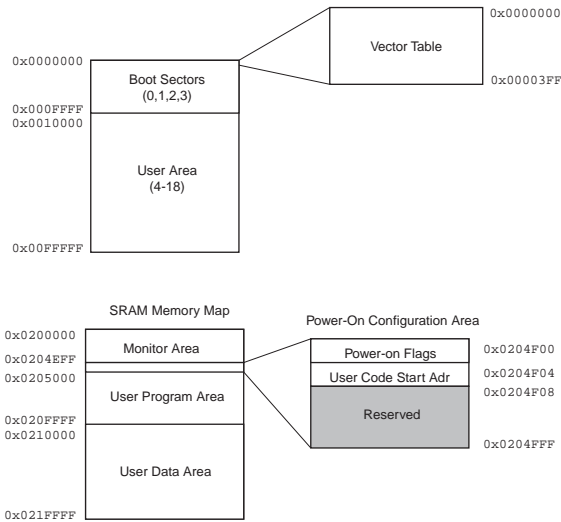 0x0000000
Vector Table
0x00003FF
0x0000000
Boot Sectors
(0,1,2,3)
0x000FFFF
0x0010000
User Area
(4-18)
0x00FFFFF
SRAM Memory Map
0x0200000
Monitor Area
0x0204EFF
0x0205000
User Program Area
0x020FFFF
0x0210000
User Data Area
0x021FFFF
Power-On Configuration Area
Power-on Flags
0x0204F00
User Code Start Adr
0x0204F04
0x0204F08
Reserved
0x0204FFF